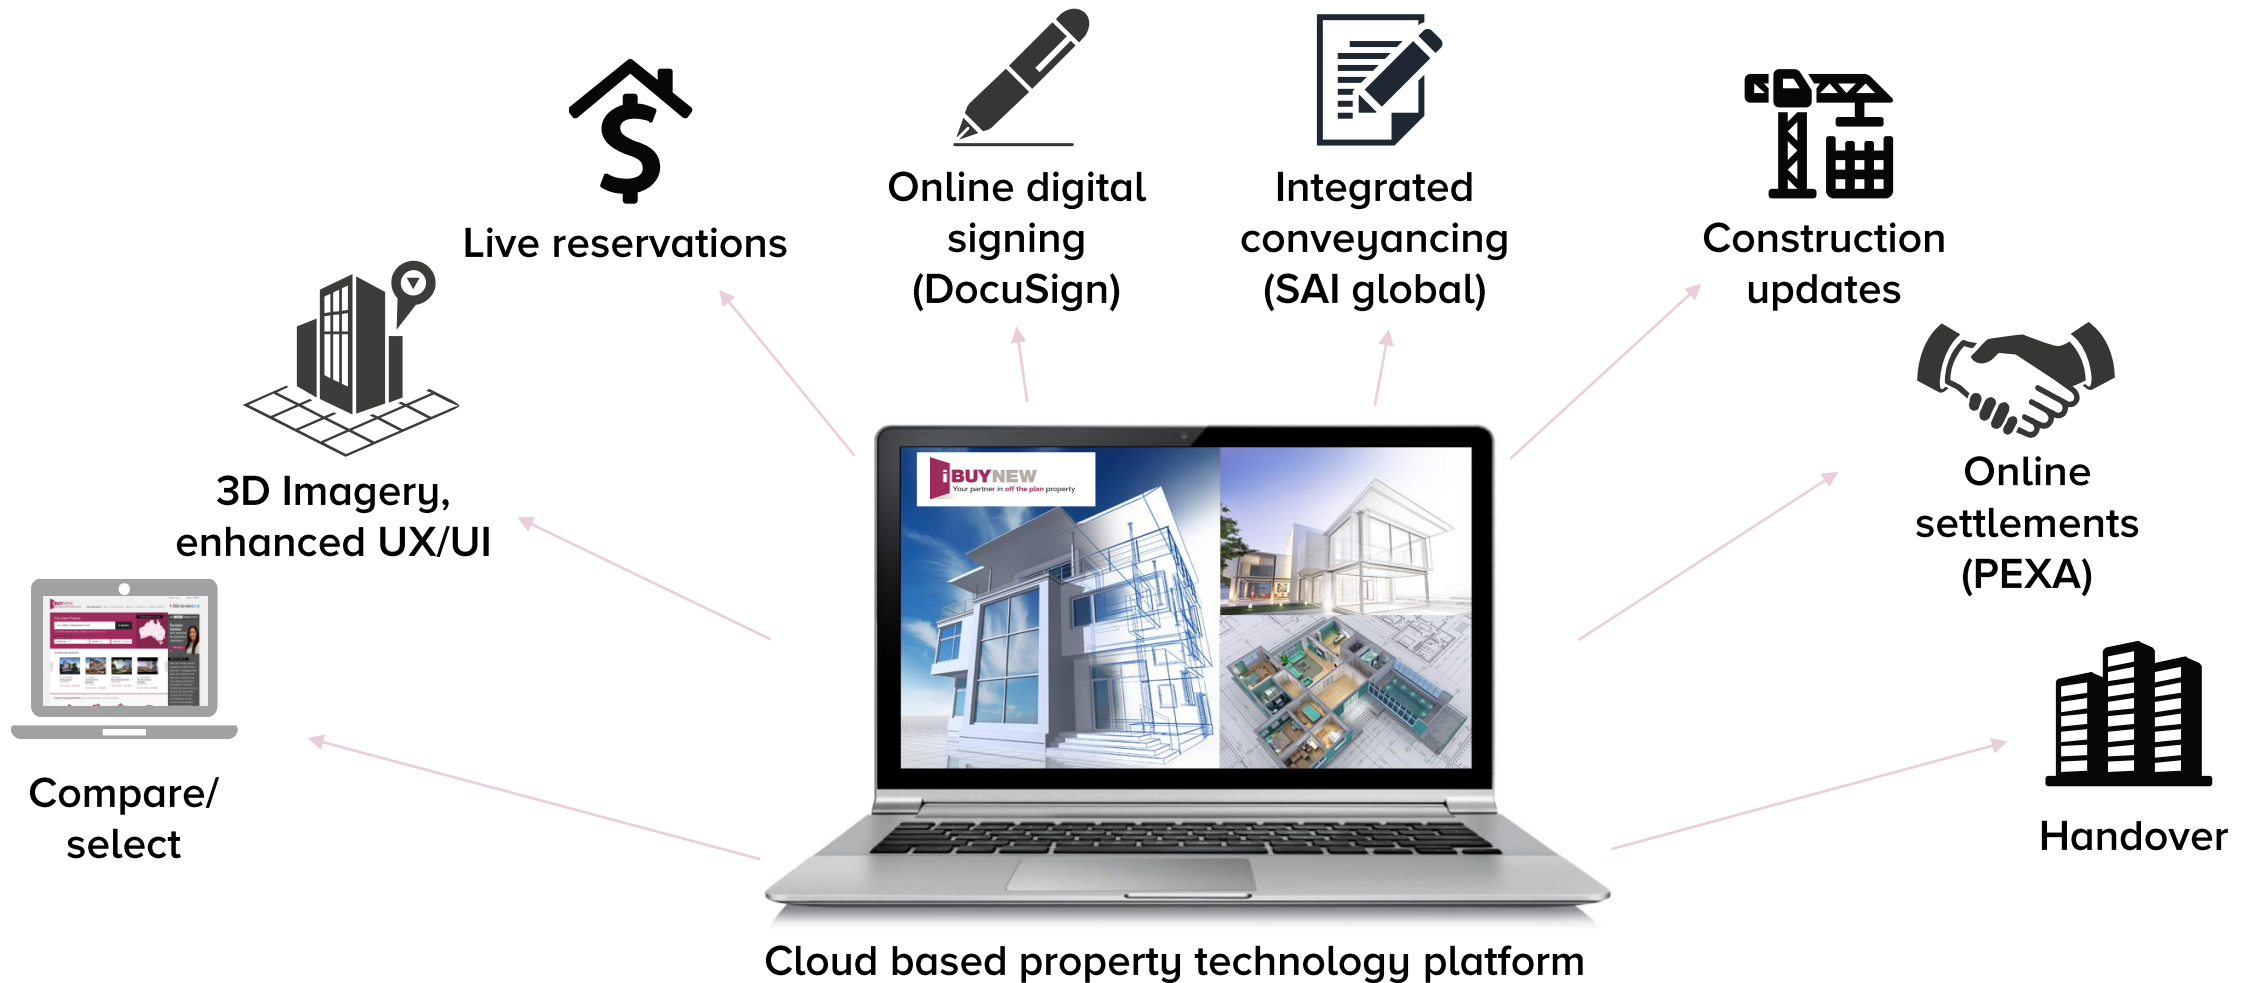 Live reservations
Online digital
signing
(DocuSign)
Integrated
conveyancing
(SAI global)
Construction
updates
3D Imagery,
enhanced UX/UI
Online
settlements
(PEXA)
Compare/
select
Handover
iBUYNEW
Your partner in off the plan property
Cloud based property technology platform